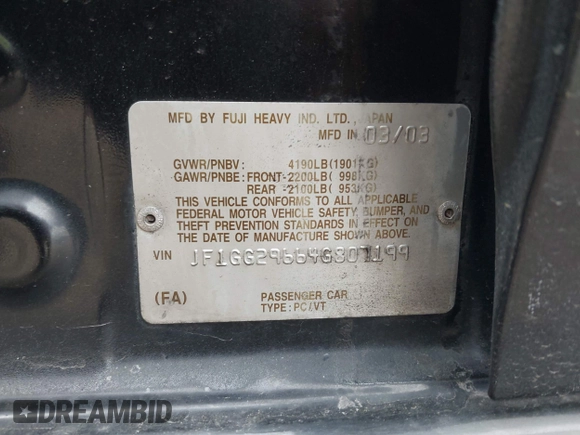 MFD BY FUJI HEAVY IND. LTD., JAPAN
MFD IN 03/03
GVWR/PNBV: 4190LB(1901KG)
GAWR/PNBE: FRONT-2200LB( 998KG)
REAR -2100LB( 953KG)
THIS VEHICLE CONFORMS TO ALL APPLICABLE
FEDERAL MOTOR VEHICLE SAFETY, BUMPER, AND
THEFT PREVENTION STANDARDS IN EFFECT ON
THE DATE OF MANUFACTURE SHOWN ABOVE.
VIN JF1GG29664G807199
(FA) PASSENGER CAR
TYPE: PC/VT
DREAMBID